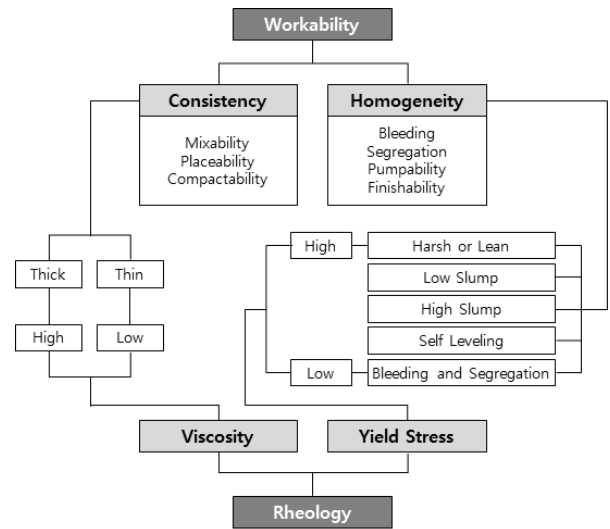 Workability
Consistency
Mixability
Placeability
Compactability
Homogeneity
Bleeding
Segregation
Pumpability
Finishability
Thick
Thin
High
Low
High
Harsh or Lean
Low Slump
High Slump
Self Leveling
Low
Bleeding and Segregation
Viscosity
Yield Stress
Rheology